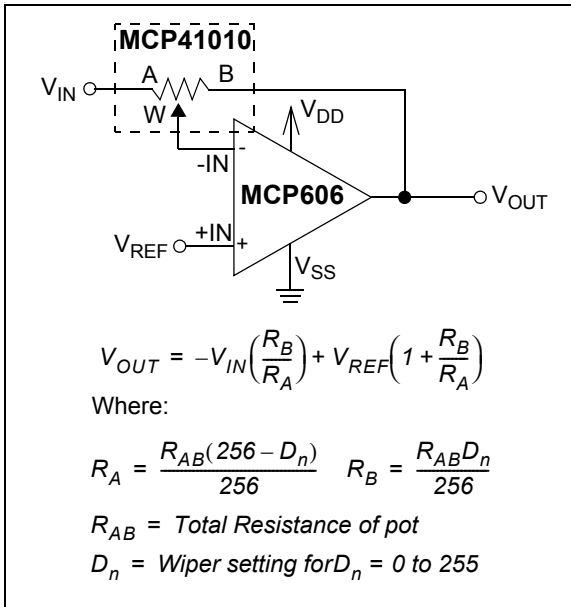 MCP41010
A B
V_IN
W
V_DD
-IN
-
MCP606
V_OUT
+IN
V_REF
+
V_SS
V_OUT = -V_IN(R_B/R_A) + V_REF(1 + R_B/R_A)
Where:
R_A = R_AB(256 – D_n)/256 R_B = R_AB D_n/256
R_AB = Total Resistance of pot
D_n = Wiper setting forD_n = 0 to 255